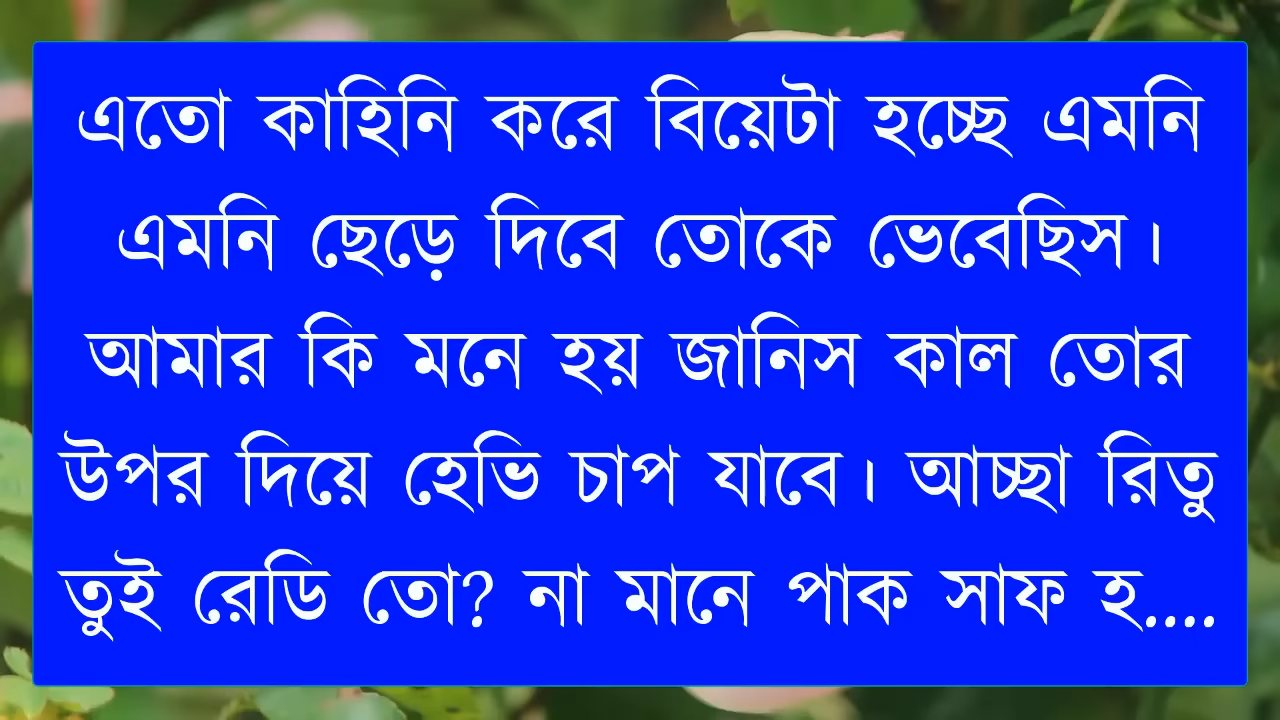 এতো কাহিনি করে বিয়েটা হচ্ছে এমনি
এমনি ছেড়ে দিবে তোকে ভেবেছিস।
আমার কি মনে হয় জানিস কাল তোর
উপর দিয়ে হেভি চাপ যাবে। আচ্ছা রিতু
তুই রেডি তো? না মানে পাক সাফ হ....